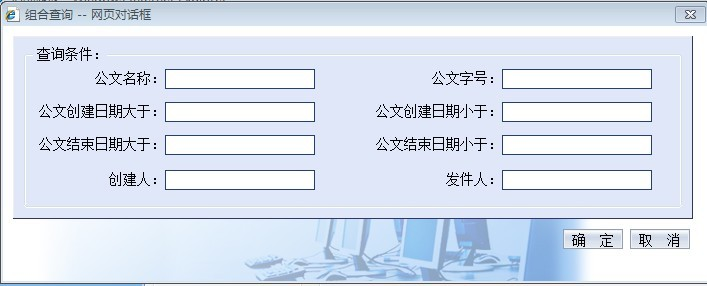 组合查询 -- 网页对话框
查询条件：
公文名称： 公文字号：
公文创建日期大于： 公文创建日期小于：
公文结束日期大于： 公文结束日期小于：
创建人： 发件人：
确 定 取 消